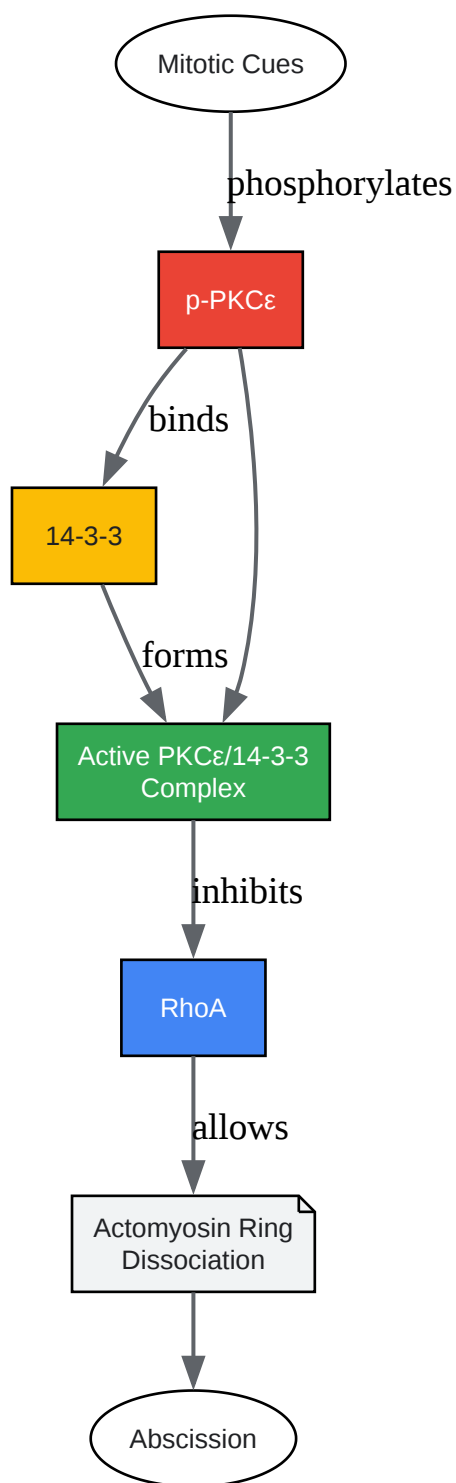 Mitotic Cues
phosphorylates
p-PKCε
binds
14-3-3
forms
Active PKCε/14-3-3
Complex
inhibits
RhoA
allows
Actomyosin Ring
Dissociation
Abscission